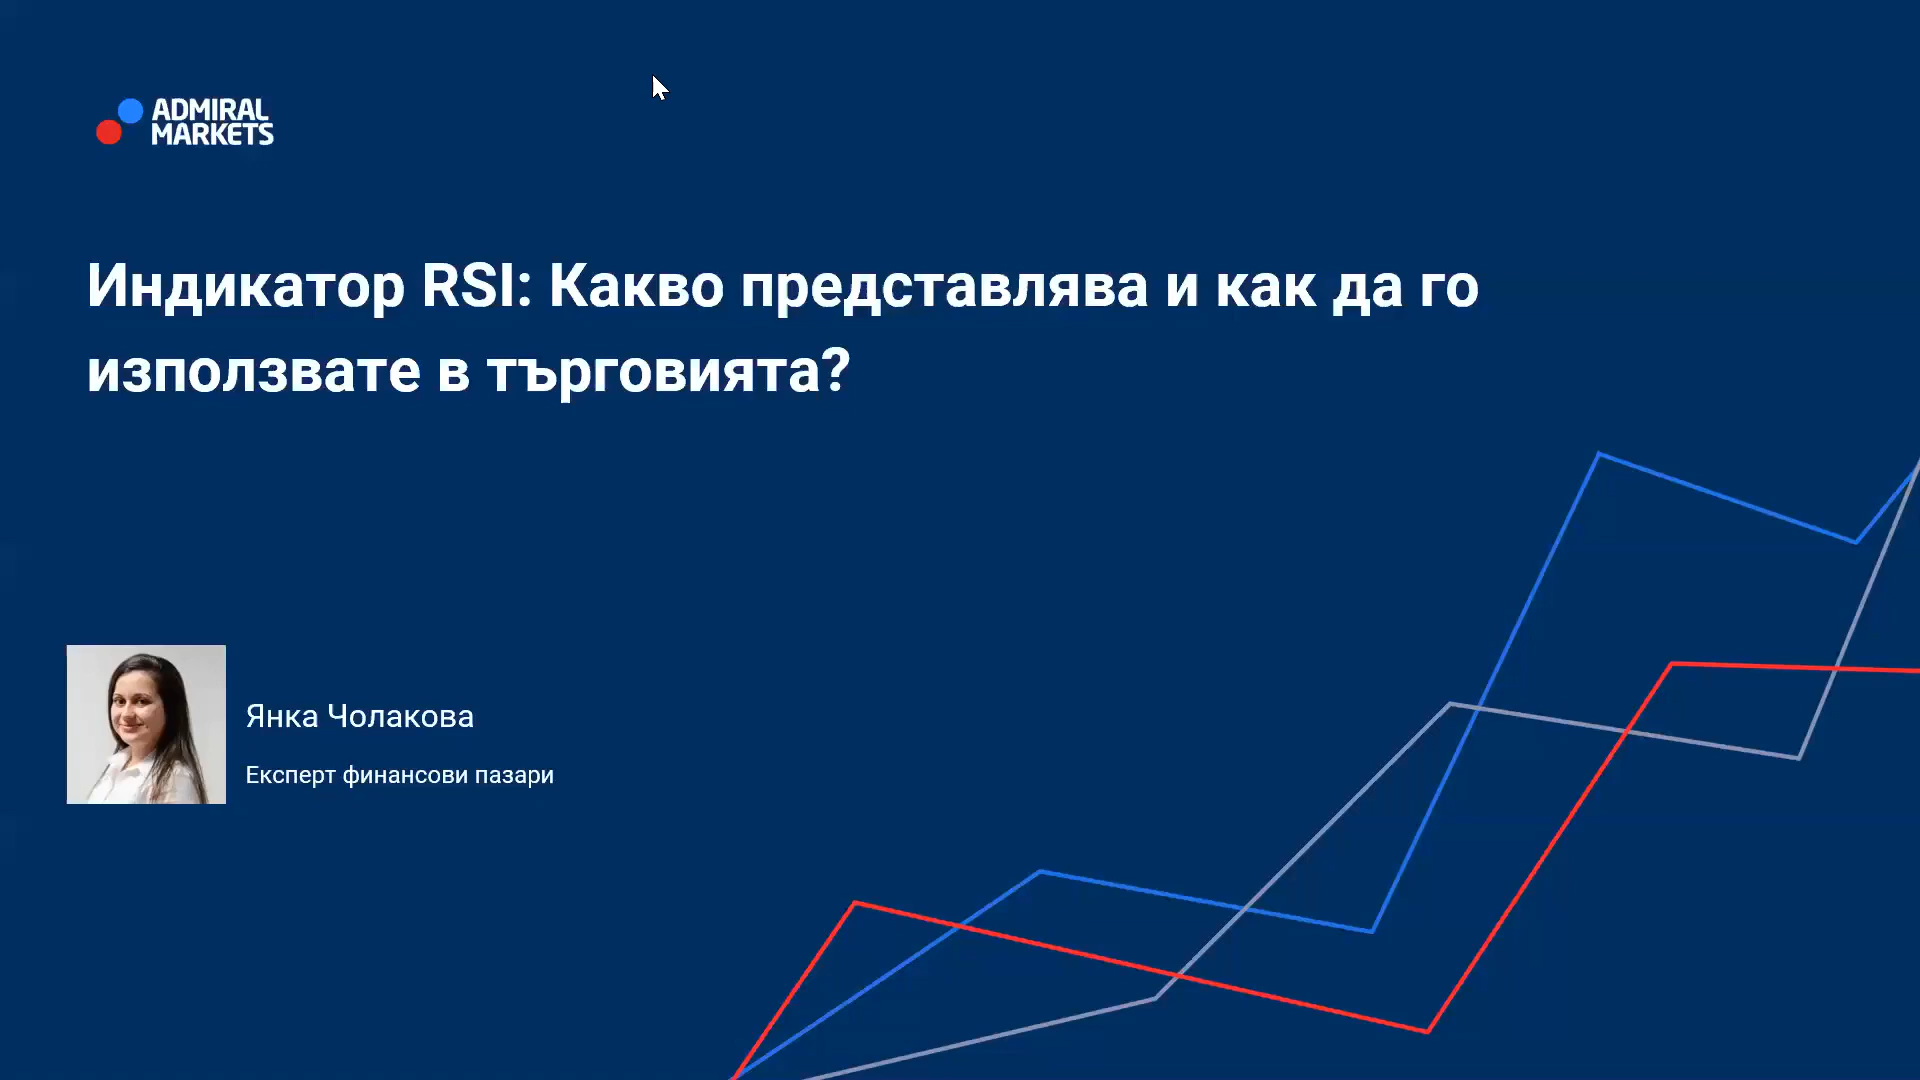 ADMIRAL
MARKETS
Индикатор RSI: Какво представлява и как да го
използвате в търговията?
Янка Чолакова
Експерт финансови пазари